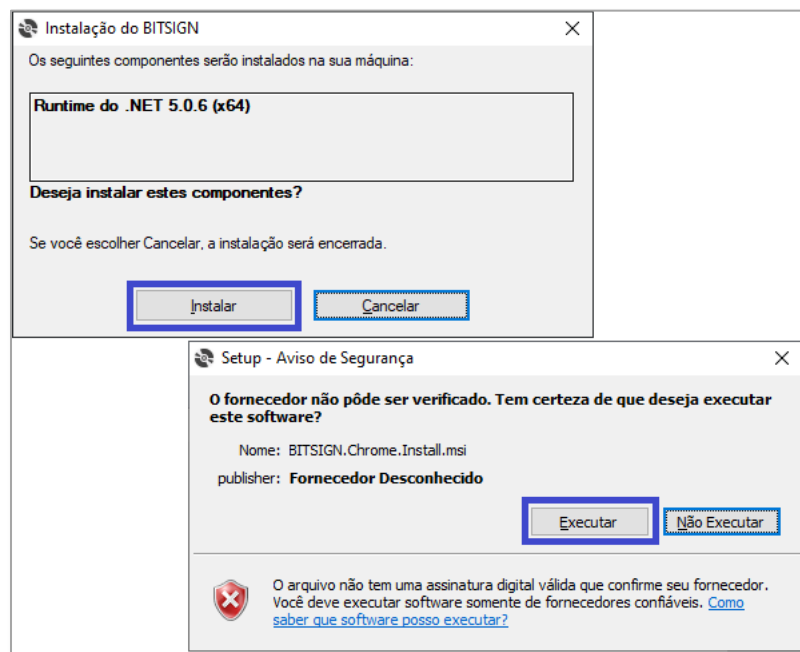 Instalação do BITSIGN
Os seguintes componentes serão instalados na sua máquina:
Runtime do .NET 5.0.6 (x64)
Deseja instalar estes componentes?
Se você escolher Cancelar, a instalação será encerrada.
Instalar
Cancelar
Setup - Aviso de Segurança
O fornecedor não pôde ser verificado. Tem certeza de que deseja executar
este software?
Nome: BITSIGN.Chrome.Install.msi
publisher: Fornecedor Desconhecido
Executar
Não Executar
O arquivo não tem uma assinatura digital válida que confirme seu fornecedor.
Você deve executar software somente de fornecedores confiáveis. Como
saber que software posso executar?